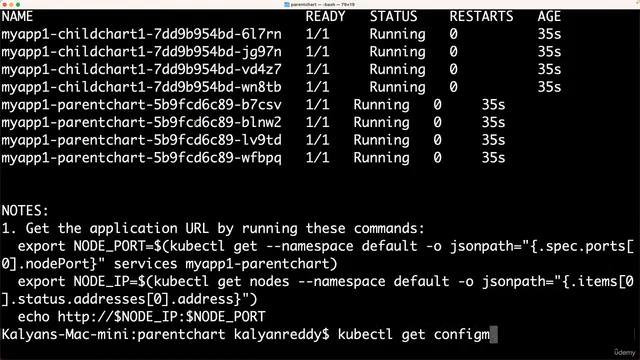 parentchart — -bash — 79×19
NAME READY STATUS RESTARTS AGE
myapp1-childchart1-7dd9b954bd-6l7rn 1/1 Running 0 35s
myapp1-childchart1-7dd9b954bd-jg97n 1/1 Running 0 35s
myapp1-childchart1-7dd9b954bd-vd4z7 1/1 Running 0 35s
myapp1-childchart1-7dd9b954bd-wn8tb 1/1 Running 0 35s
myapp1-parentchart-5b9fcd6c89-b7csv 1/1 Running 0 35s
myapp1-parentchart-5b9fcd6c89-blnw2 1/1 Running 0 35s
myapp1-parentchart-5b9fcd6c89-lv9td 1/1 Running 0 35s
myapp1-parentchart-5b9fcd6c89-wfbpq 1/1 Running 0 35s
NOTES:
1. Get the application URL by running these commands:
export NODE_PORT=$(kubectl get --namespace default -o jsonpath="{.spec.ports[
0].nodePort}" services myapp1-parentchart)
export NODE_IP=$(kubectl get nodes --namespace default -o jsonpath="{.items[0
].status.addresses[0].address}")
echo http://$NODE_IP:$NODE_PORT
Kalyans-Mac-mini:parentchart kalyanreddy$ kubectl get configm
udemy